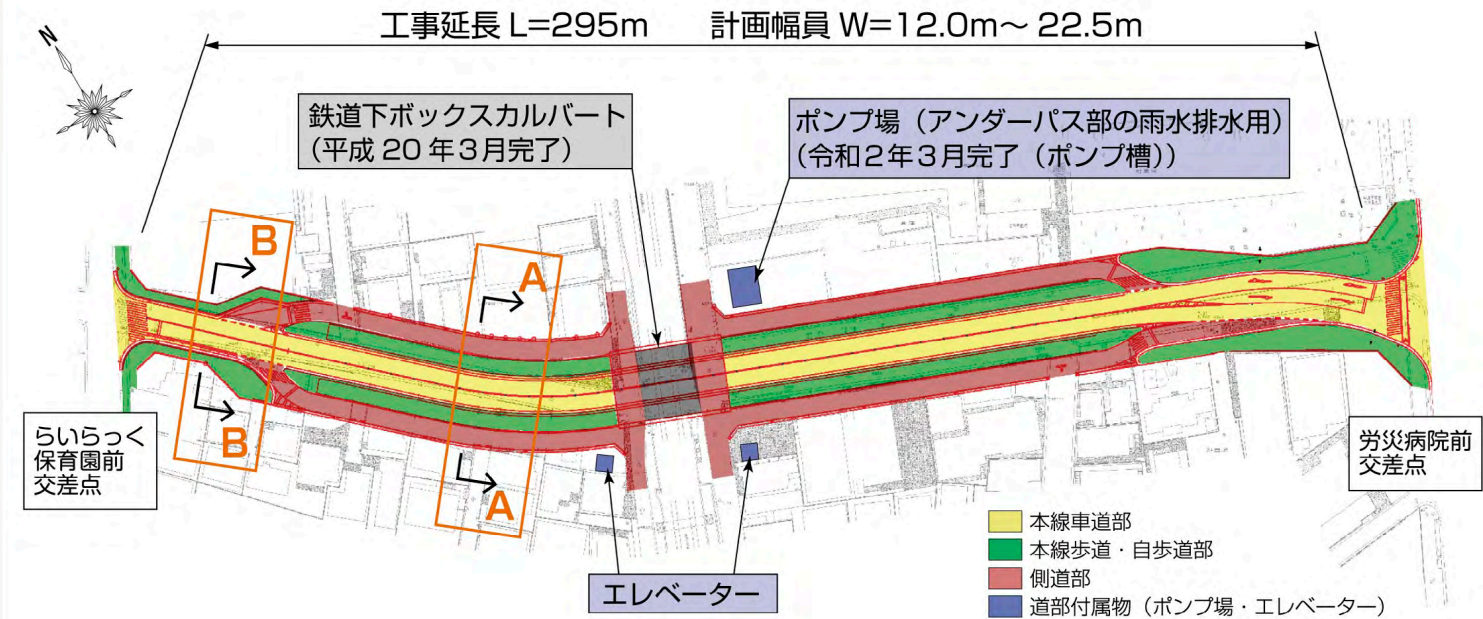 工事延長 L=295m 計画幅員 W=12.0m～22.5m
N
鉄道下ボックスカルバート
(平成 20 年3月完了)
ポンプ場（アンダーパス部の雨水排水用)
(令和2年3月完了（ポンプ槽))
B
A
B
A
らいらっく
保育園前
交差点
労災病院前
交差点
エレベーター
本線車道部
本線歩道・自歩道部
側道部
道部付属物（ポンプ場・エレベーター）